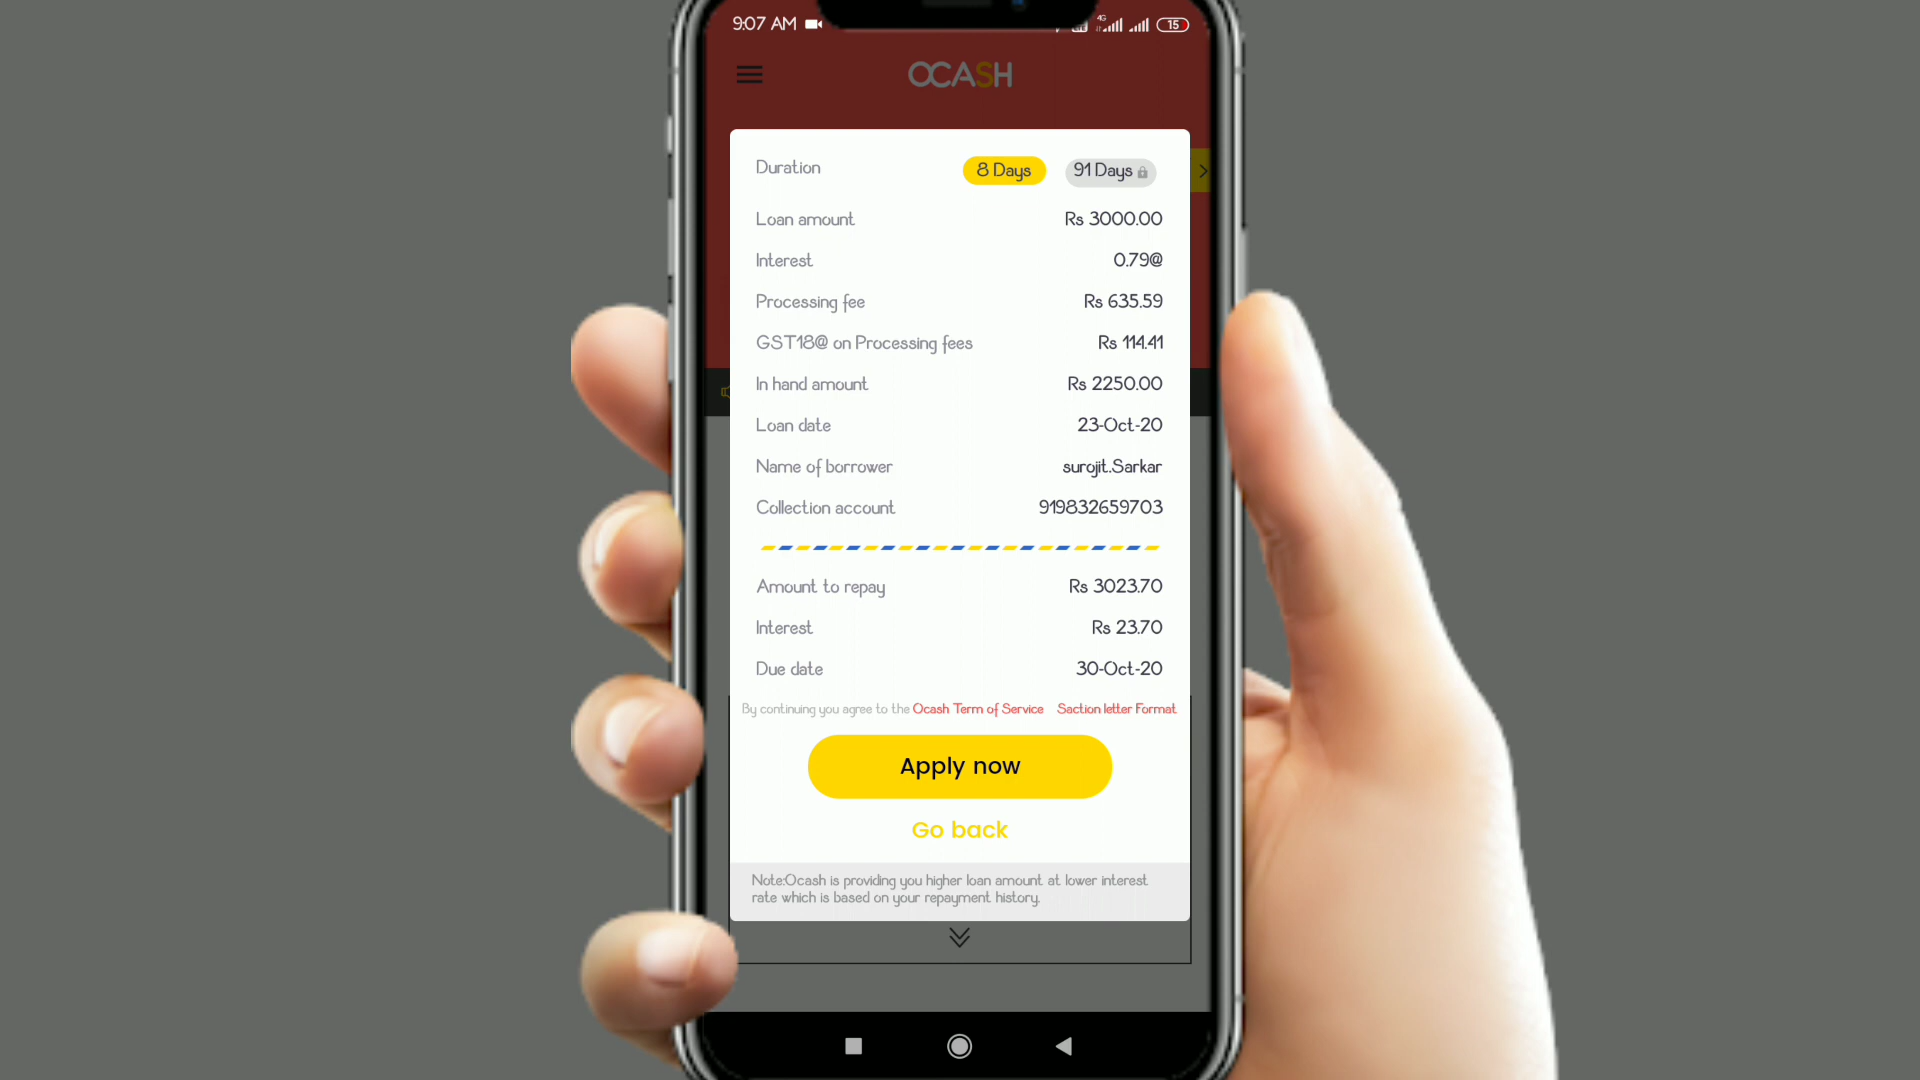 9:07 AM
4G
15
OCASH
Duration 8 Days 91 Days
Loan amount Rs 3000.00
Interest 0.79@
Processing fee Rs 635.59
GST18@ on Processing fees Rs 114.41
In hand amount Rs 2250.00
Loan date 23-Oct-20
Name of borrower surojit.Sarkar
Collection account 919832659703
Amount to repay Rs 3023.70
Interest Rs 23.70
Due date 30-Oct-20
By continuing you agree to the Ocash Term of Service Saction letter Format
Apply now
Go back
Note:Ocash is providing you higher loan amount at lower interest
rate which is based on your repayment history.